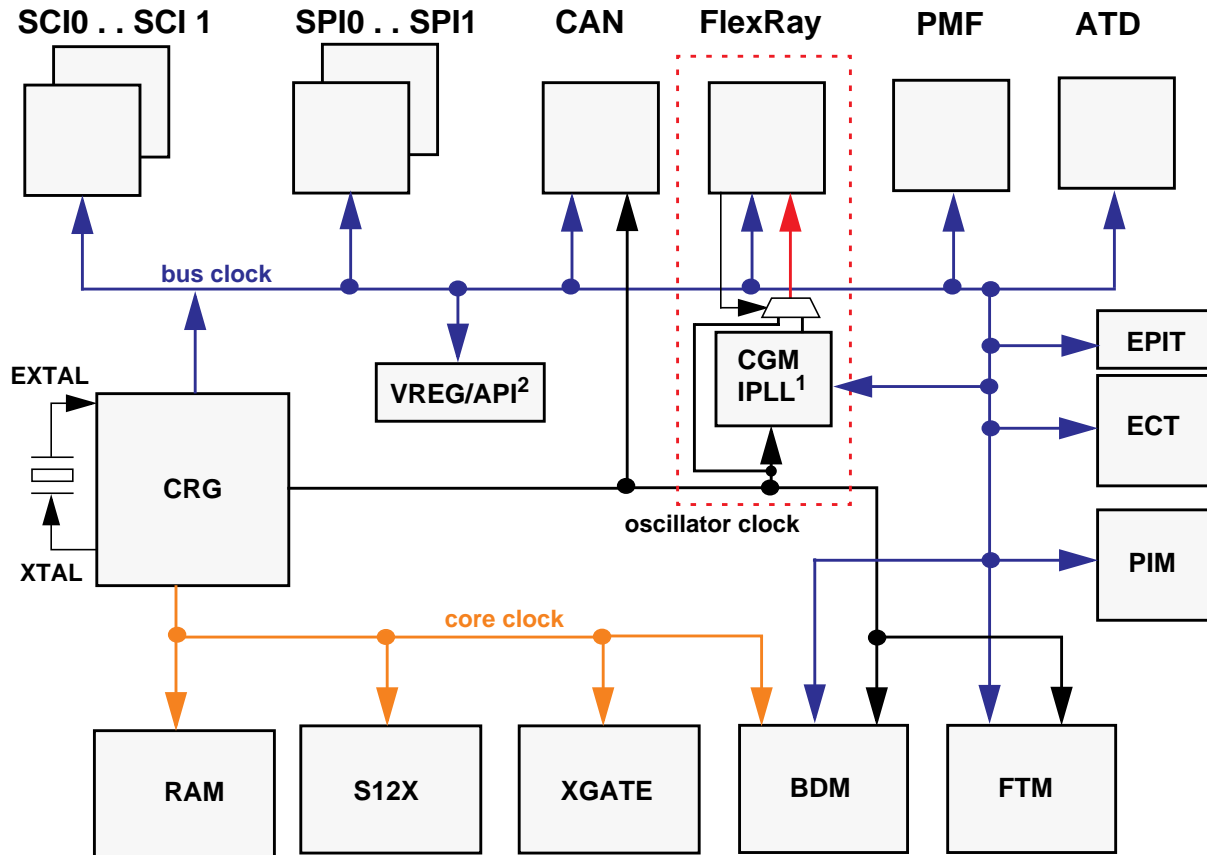 SCI0 . . SCI 1
SPI0 . . SPI1
CAN
FlexRay
PMF
ATD
bus clock
EPIT
EXTAL
VREG/API2
CGM
IPLL1
ECT
CRG
oscillator clock
XTAL
PIM
core clock
RAM
S12X
XGATE
BDM
FTM